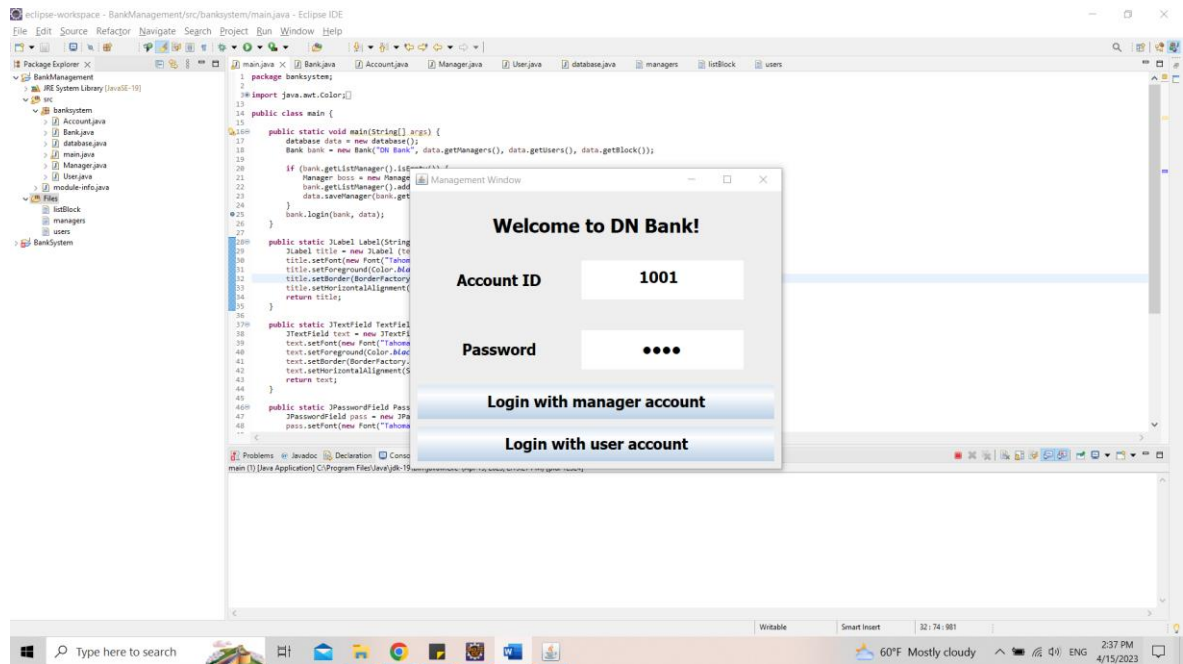 eclipse-workspace - BankManagement/src/banksystem/main.java - Eclipse IDE
File Edit Source Refactor Navigate Search Project Run Window Help
Package Explorer
main.java Bank.java Account.java Manager.java User.java database.java managers listBlock users
BankManagement
JRE System Library [JavaSE-19]
src
banksystem
Account.java
Bank.java
database.java
main.java
Manager.java
User.java
module-info.java
Files
listBlock
managers
users
BankSystem
1 package banksystem;
2
3 import java.awt.Color;
13
14 public class main {
15
16 public static void main(String[] args) {
17 database data = new database();
18 Bank bank = new Bank("DN Bank", data.getManagers(), data.getUsers(), data.getBlock());
19
20 if (bank.getListManager().isEmpty()) {
21 Manager boss = new Manage
22 bank.getListManager().add
23 data.saveManager(bank.get
24 }
25 bank.login(bank, data);
26 }
27
28 public static JLabel Label(String
29 JLabel title = new JLabel (te
30 title.setFont(new Font("Tahom
31 title.setForeground(Color.bla
32 title.setBorder(BorderFactory
33 title.setHorizontalAlignment(
34 return title;
35 }
36
37 public static JTextField TextFiel
38 JTextField text = new JTextFi
39 text.setFont(new Font("Tahoma
40 text.setForeground(Color.blac
41 text.setBorder(BorderFactory.
42 text.setHorizontalAlignment(S
43 return text;
44 }
45
46 public static JPasswordField Pass
47 JPasswordField pass = new JPa
48 pass.setFont(new Font("Tahoma
Management Window
Welcome to DN Bank!
Account ID 1001
Password ●●●●
Login with manager account
Login with user account
Problems Javadoc Declaration Conso
main (1) [Java Application] C:\Program Files\Java\jdk-19
Writable Smart Insert 32 : 74 : 981
Type here to search
60°F Mostly cloudy ENG 2:37 PM
4/15/2023